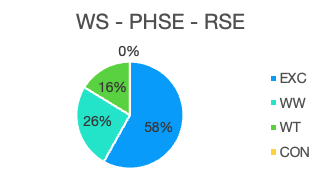 WS - PHSE - RSE
0%
16%
26%
58%
EXC
WW
WT
CON